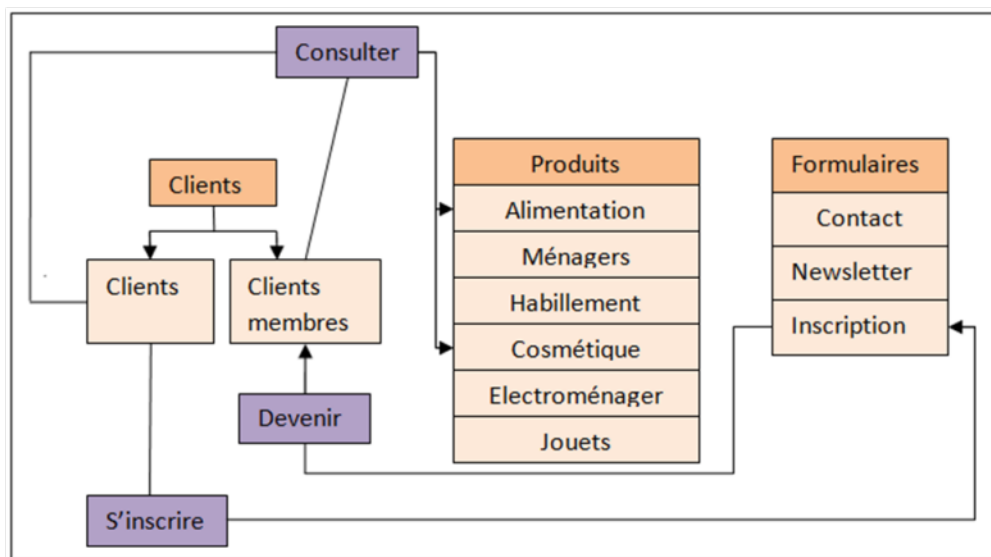 Consulter
Clients
Clients
Clients
membres
Devenir
S'inscrire
Produits
Alimentation
Ménagers
Habillement
Cosmétique
Electroménager
Jouets
Formulaires
Contact
Newsletter
Inscription